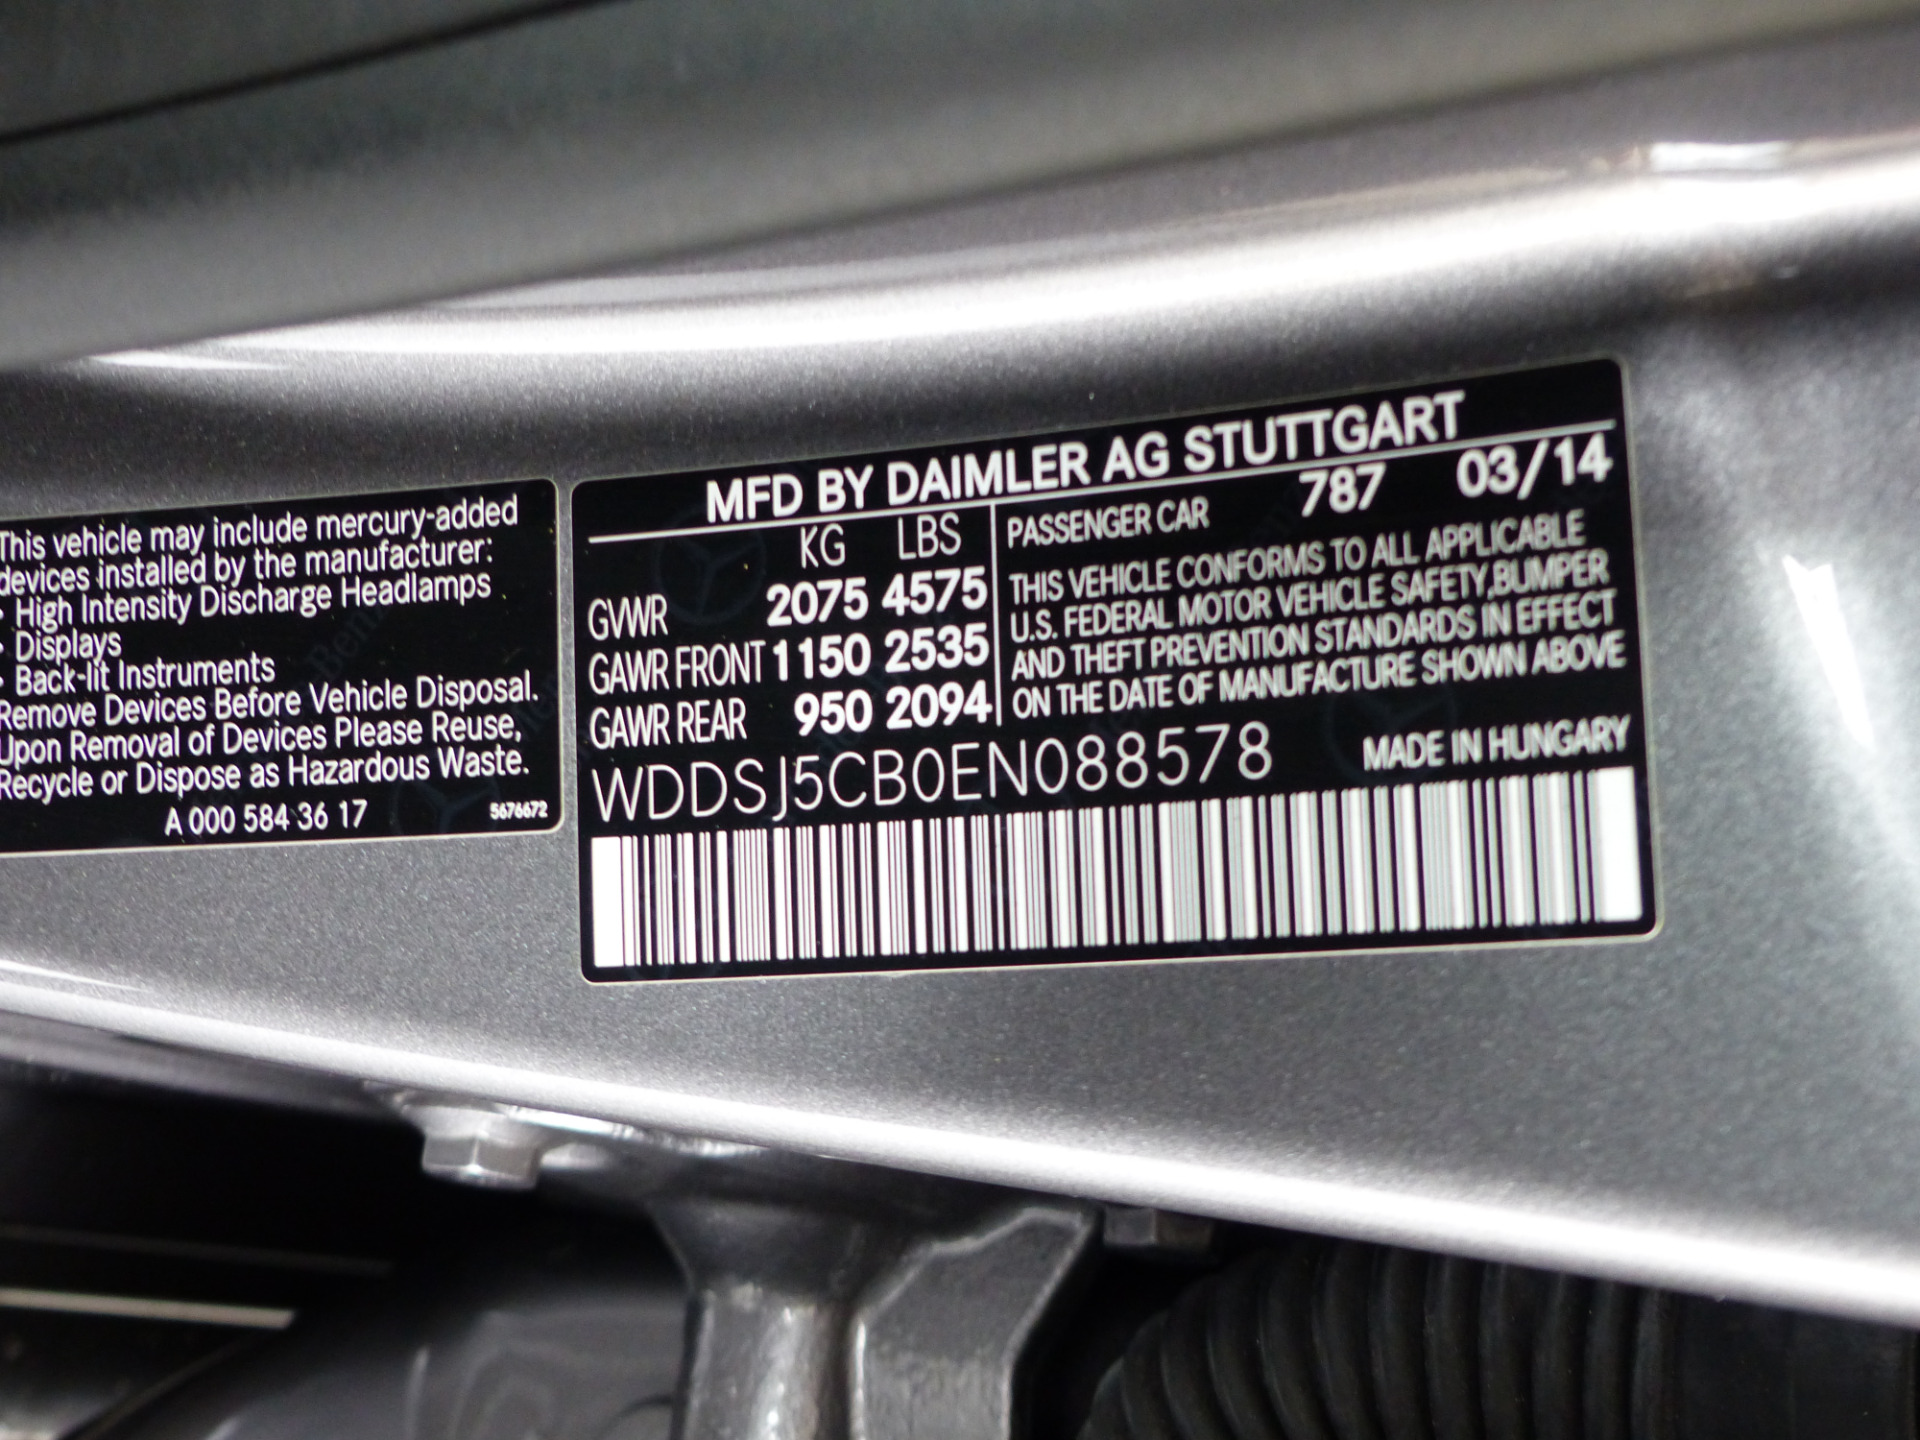 This vehicle may include mercury-added
devices installed by the manufacturer:
· High Intensity Discharge Headlamps
· Displays
· Back-lit Instruments
Remove Devices Before Vehicle Disposal.
Upon Removal of Devices Please Reuse,
Recycle or Dispose as Hazardous Waste.
A 000 584 36 17
5676672
MFD BY DAIMLER AG STUTTGART
KG LBS
GVWR 2075 4575
GAWR FRONT 1150 2535
GAWR REAR 950 2094
PASSENGER CAR 787 03/14
THIS VEHICLE CONFORMS TO ALL APPLICABLE
U.S. FEDERAL MOTOR VEHICLE SAFETY,BUMPER
AND THEFT PREVENTION STANDARDS IN EFFECT
ON THE DATE OF MANUFACTURE SHOWN ABOVE
WDDSJ5CB0EN088578
MADE IN HUNGARY